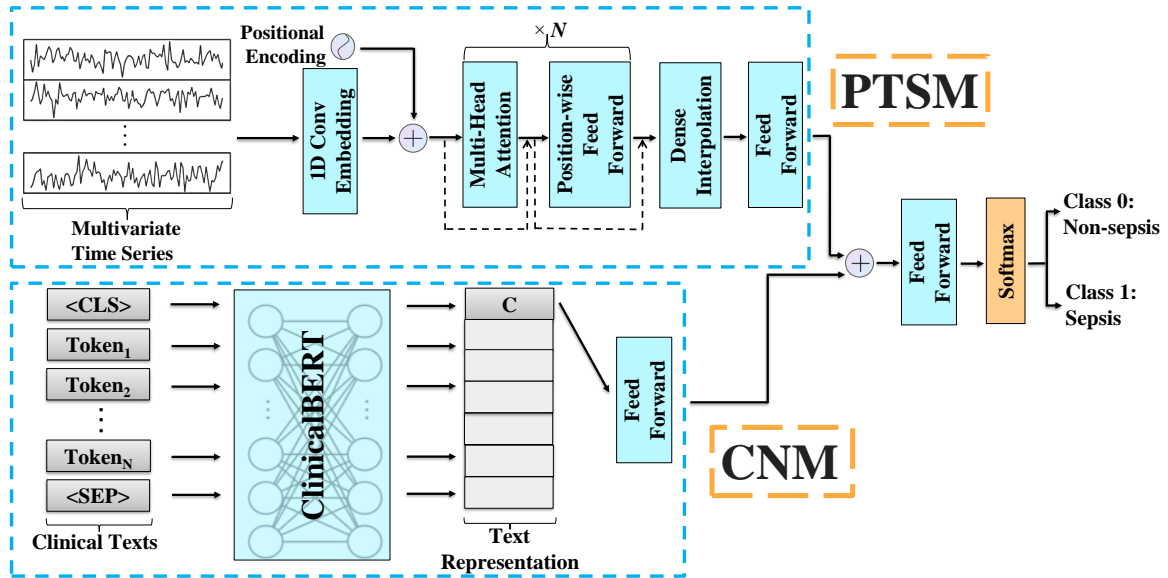 Positional
Encoding
× N
1D Conv
Embedding
Multi-Head
Attention
Position-wise
Feed
Forward
Dense
Interpolation
Feed
Forward
PTSM
⋮
Multivariate
Time Series
Feed
Forward
Softmax
Class 0:
Non-sepsis
Class 1:
Sepsis
<CLS>
Token1
Token2
⋮
TokenN
<SEP>
Clinical Texts
ClinicalBERT
C
Text
Representation
Feed
Forward
CNM